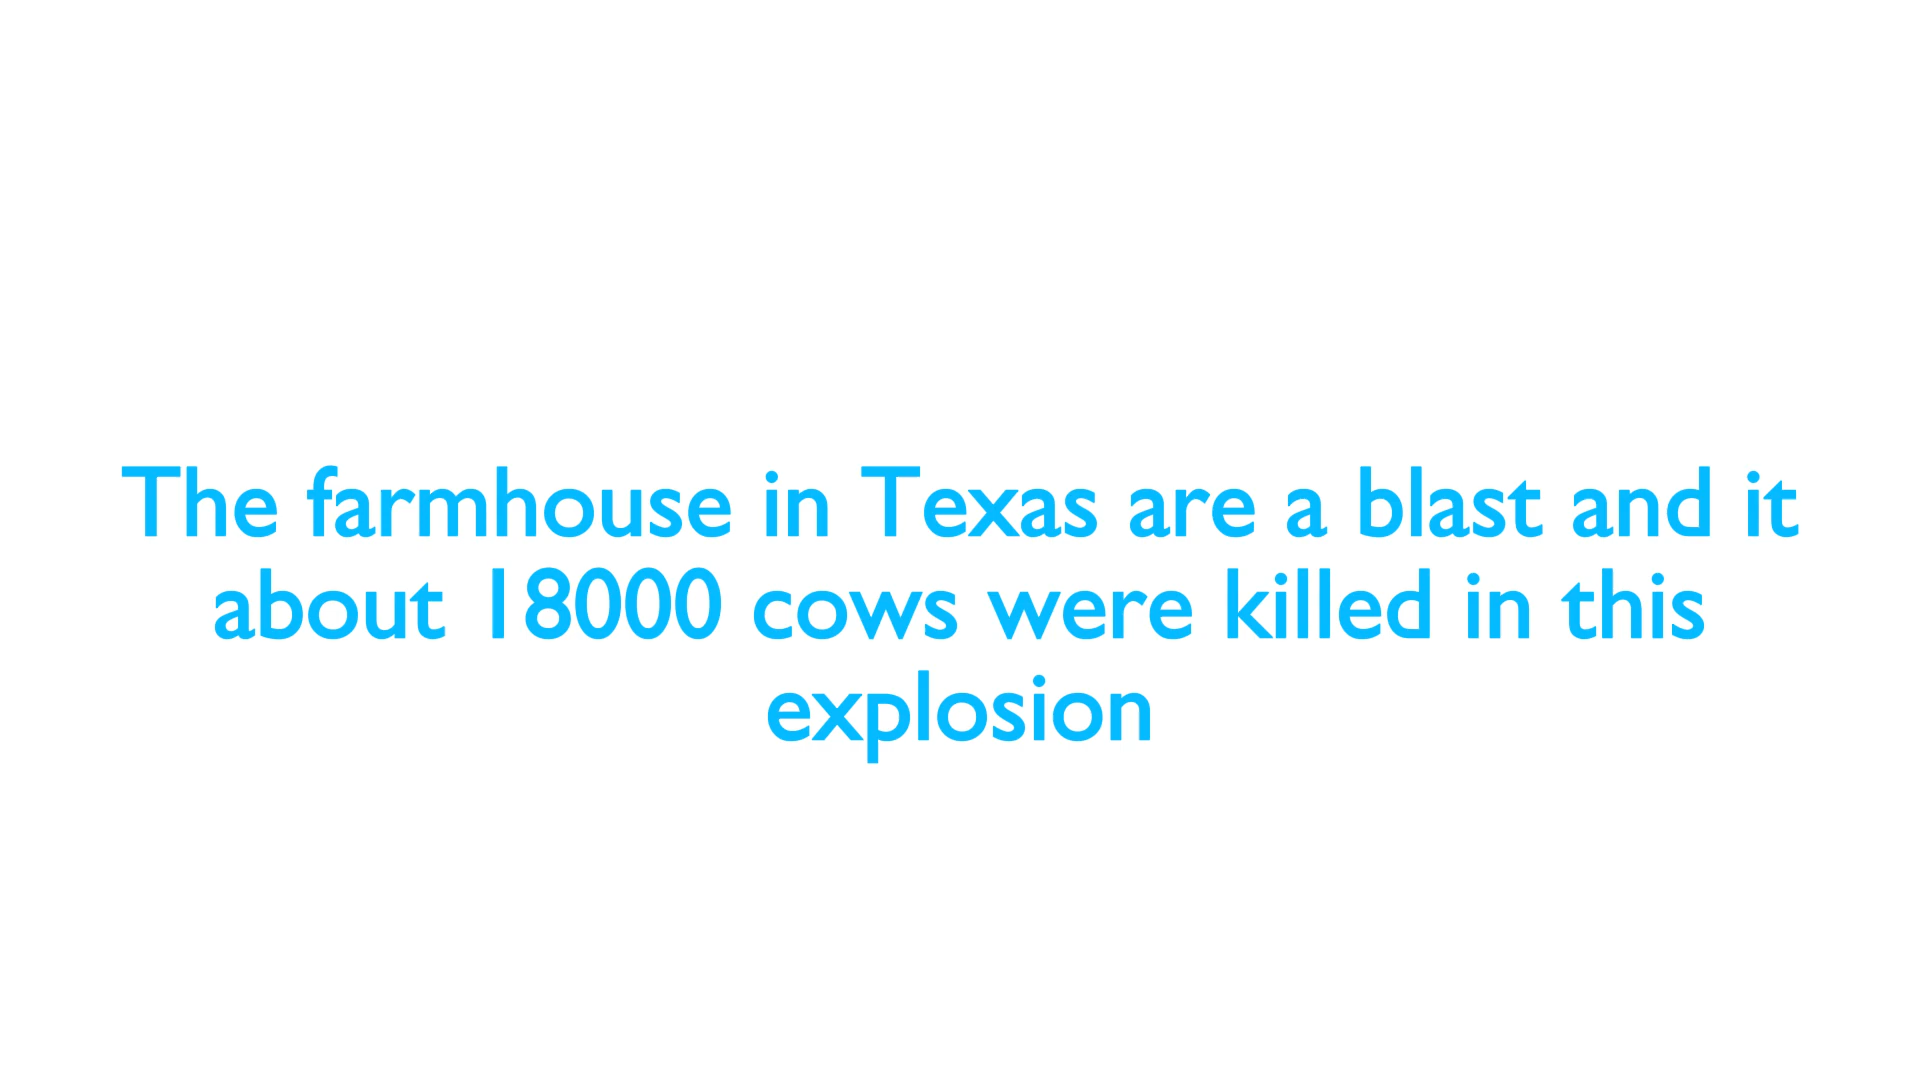 The farmhouse in Texas are a blast and it
about 18000 cows were killed in this
explosion